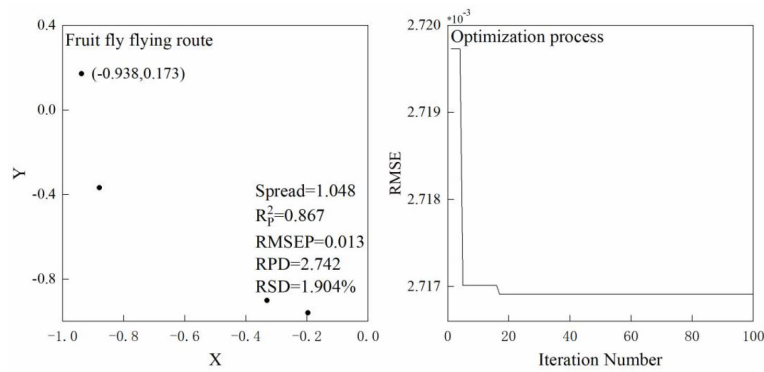 Fruit fly flying route
(-0.938,0.173)
Spread=1.048
R²P=0.867
RMSEP=0.013
RPD=2.742
RSD=1.904%
0.4
0.0
-0.4
-0.8
Y
-1.0 -0.8 -0.6 -0.4 -0.2 0.0
X
*10⁻³
Optimization process
2.720
2.719
2.718
2.717
RMSE
0 20 40 60 80 100
Iteration Number